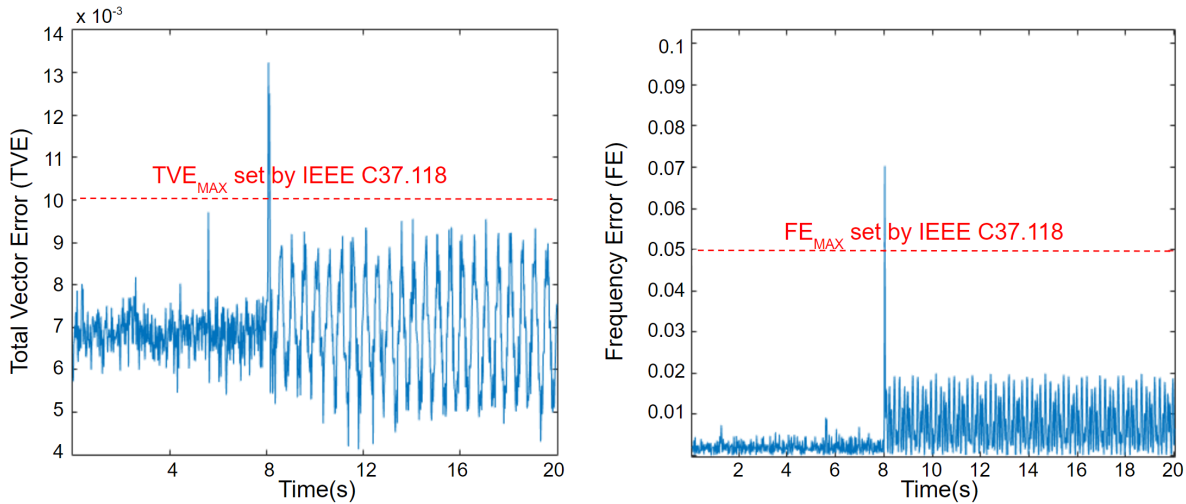 x 10⁻³
14
13
12
11
10
9
8
7
6
5
4
Total Vector Error (TVE)
TVE_MAX set by IEEE C37.118
4 8 12 16 20
Time(s)
0.1
0.09
0.08
0.07
0.06
0.05
0.04
0.03
0.02
0.01
Frequency Error (FE)
FE_MAX set by IEEE C37.118
2 4 6 8 10 12 14 16 18 20
Time(s)